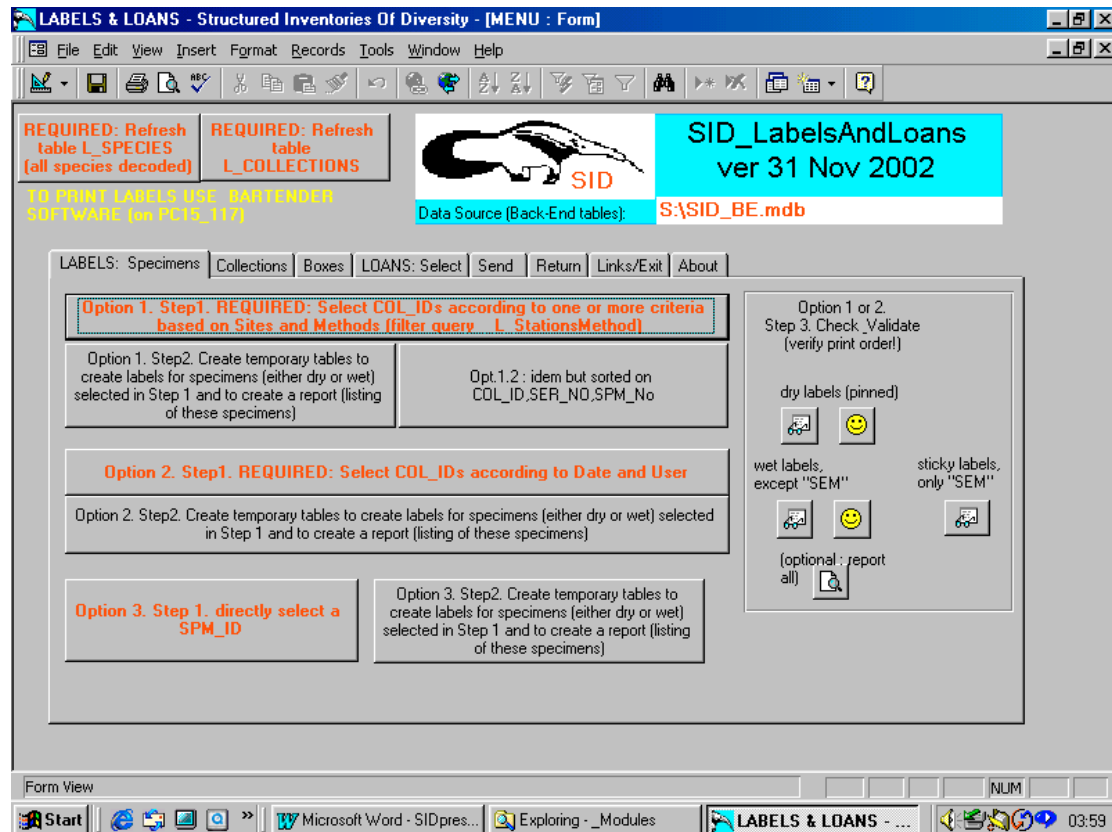 LABELS & LOANS - Structured Inventories Of Diversity - [MENU : Form]
File Edit View Insert Format Records Tools Window Help
REQUIRED: Refresh
table L_SPECIES
(all species decoded)
REQUIRED: Refresh
table
L_COLLECTIONS
TO PRINT LABELS USE BARTENDER
SOFTWARE (on PC15_117)
SID
SID_LabelsAndLoans
ver 31 Nov 2002
Data Source (Back-End tables):
S:\SID_BE.mdb
LABELS: Specimens
Collections
Boxes
LOANS: Select
Send
Return
Links/Exit
About
Option 1. Step1. REQUIRED: Select COL_IDs according to one or more criteria
based on Sites and Methods (filter query __L_StationsMethod)
Option 1. Step2. Create temporary tables to
create labels for specimens (either dry or wet)
selected in Step 1 and to create a report (listing
of these specimens)
Opt.1.2 : idem but sorted on
COL_ID,SER_NO,SPM_No
Option 2. Step1. REQUIRED: Select COL_IDs according to Date and User
Option 2. Step2. Create temporary tables to create labels for specimens (either dry or wet) selected
in Step 1 and to create a report (listing of these specimens)
Option 3. Step 1. directly select a
SPM_ID
Option 3. Step2. Create temporary tables to
create labels for specimens (either dry or wet)
selected in Step 1 and to create a report (listing
of these specimens)
Option 1 or 2.
Step 3. Check_Validate
(verify print order!)
dry labels (pinned)
wet labels,
except "SEM"
sticky labels,
only "SEM"
(optional : report
all)
Form View
NUM
Start
Microsoft Word - SIDpres...
Exploring - _Modules
LABELS & LOANS - ...
03:59